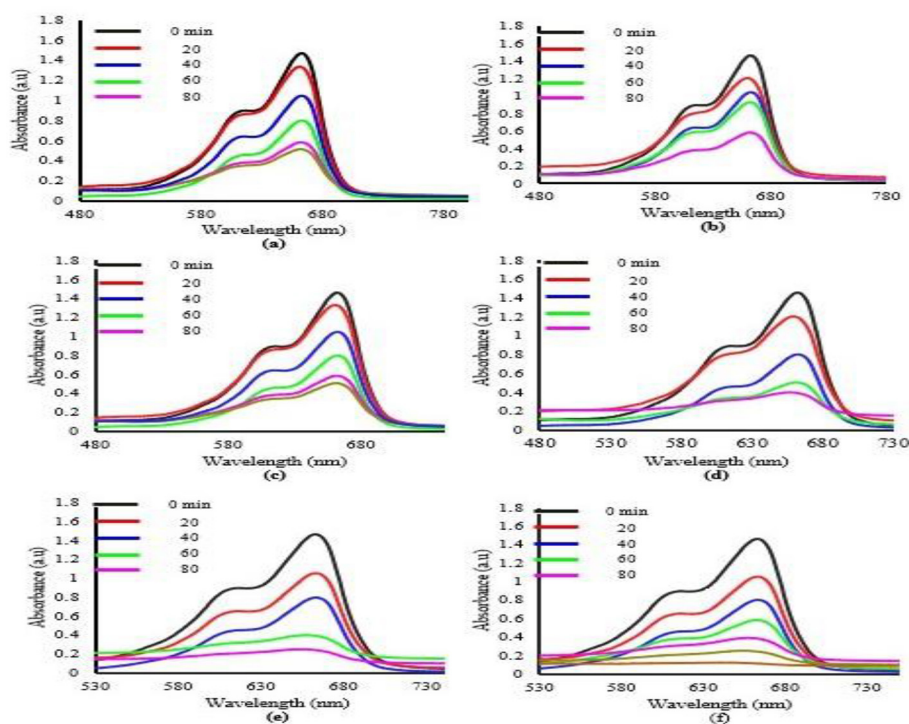 1.8
1.6
1.4
1.2
1
0.8
0.6
0.4
0.2
0
Absorbance (a.u)
0 min
20
40
60
80
480 580 680 780
Wavelength (nm)
(a)
1.8
1.6
1.4
1.2
1
0.8
0.6
0.4
0.2
0
Absorbance (a.u)
0 min
20
40
60
80
480 580 680 780
Wavelength (nm)
(b)
1.8
1.6
1.4
1.2
1
0.8
0.6
0.4
0.2
0
Absorbance (a.u)
0 min
20
40
60
80
480 580 680
Wavelength (nm)
(c)
1.8
1.6
1.4
1.2
1
0.8
0.6
0.4
0.2
0
Absorbance (a.u)
0 min
20
40
60
80
480 530 580 630 680 730
Wavelength (nm)
(d)
1.8
1.6
1.4
1.2
1
0.8
0.6
0.4
0.2
0
Absorbance (a.u)
0 min
20
40
60
80
530 580 630 680 730
Wavelength (nm)
(e)
1.8
1.6
1.4
1.2
1
0.8
0.6
0.4
0.2
0
Absorbance (a.u)
0 min
20
40
60
80
530 580 630 680 730
Wavelength (nm)
(f)